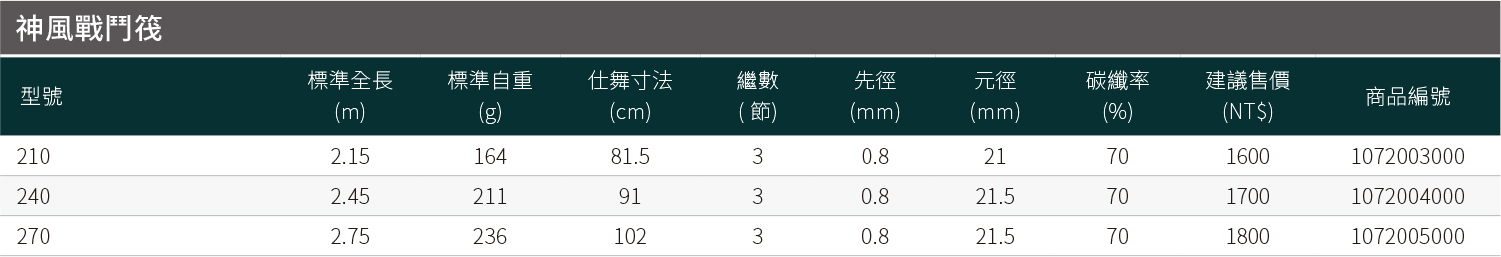 神風戰鬥筏
型號 標準全長 (m) 標準自重 (g) 仕舞寸法 (cm) 繼數 ( 節) 先徑 (mm) 元徑 (mm) 碳纖率 (%) 建議售價 (NT$) 商品編號
210 2.15 164 81.5 3 0.8 21 70 1600 1072003000
240 2.45 211 91 3 0.8 21.5 70 1700 1072004000
270 2.75 236 102 3 0.8 21.5 70 1800 1072005000